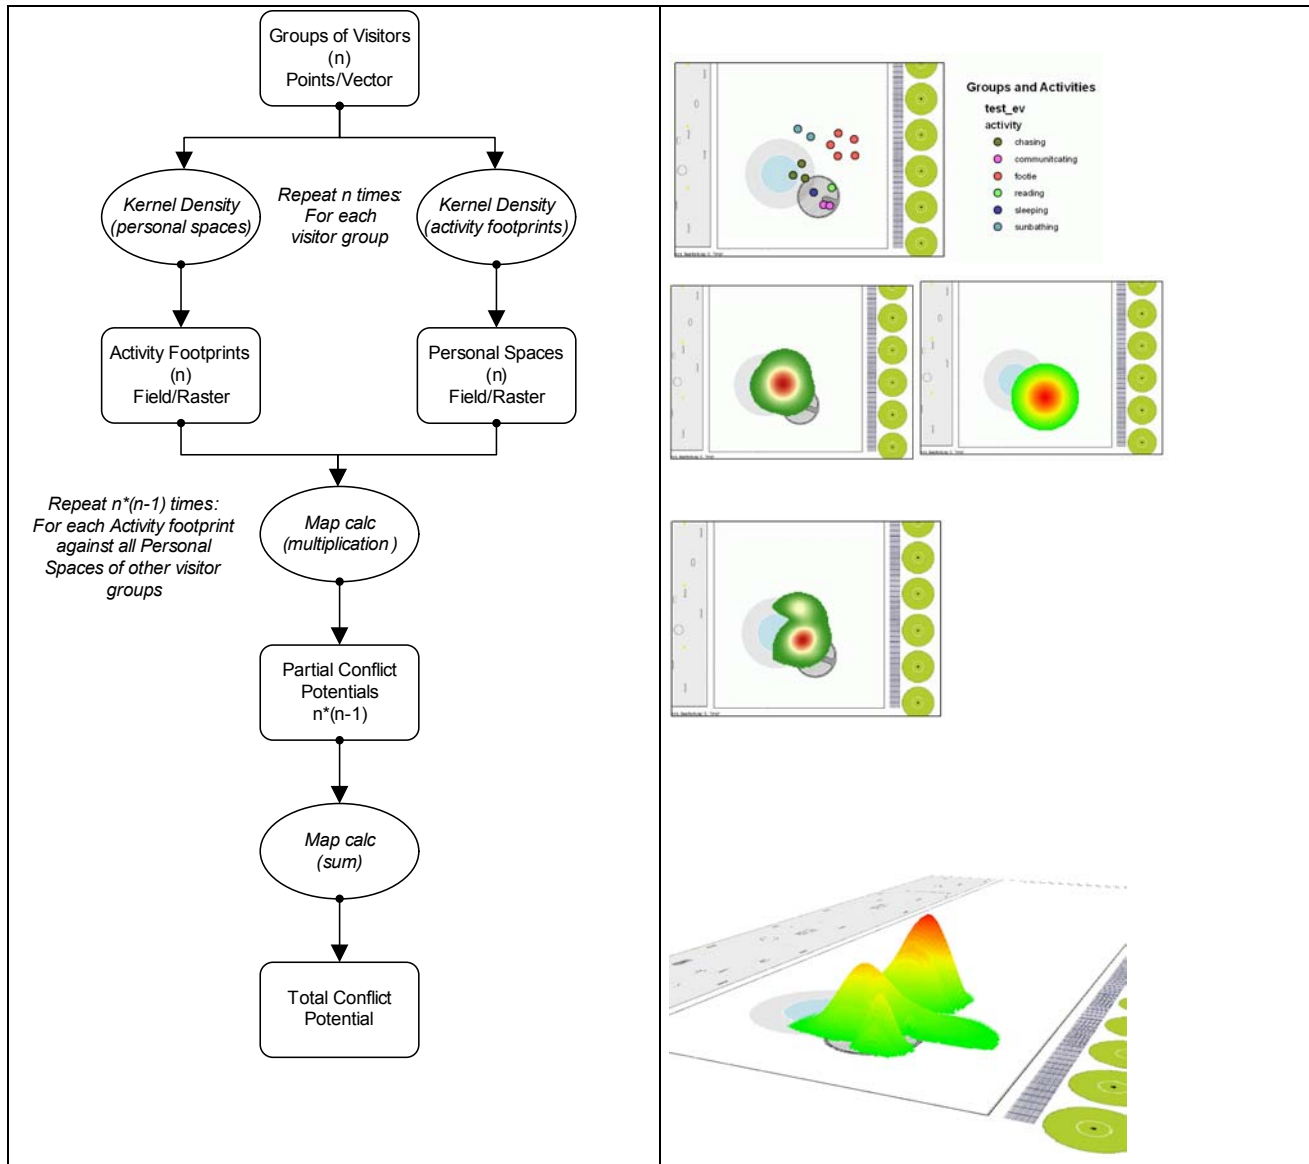 Groups of Visitors
(n)
Points/Vector
Kernel Density
(personal spaces)
Repeat n times:
For each
visitor group
Kernel Density
(activity footprints)
Activity Footprints
(n)
Field/Raster
Personal Spaces
(n)
Field/Raster
Repeat n*(n-1) times:
For each Activity footprint
against all Personal
Spaces of other visitor
groups
Map calc
(multiplication )
Partial Conflict
Potentials
n*(n-1)
Map calc
(sum)
Total Conflict
Potential
Groups and Activities
test_ev
activity
chasing
communitcating
footie
reading
sleeping
sunbathing